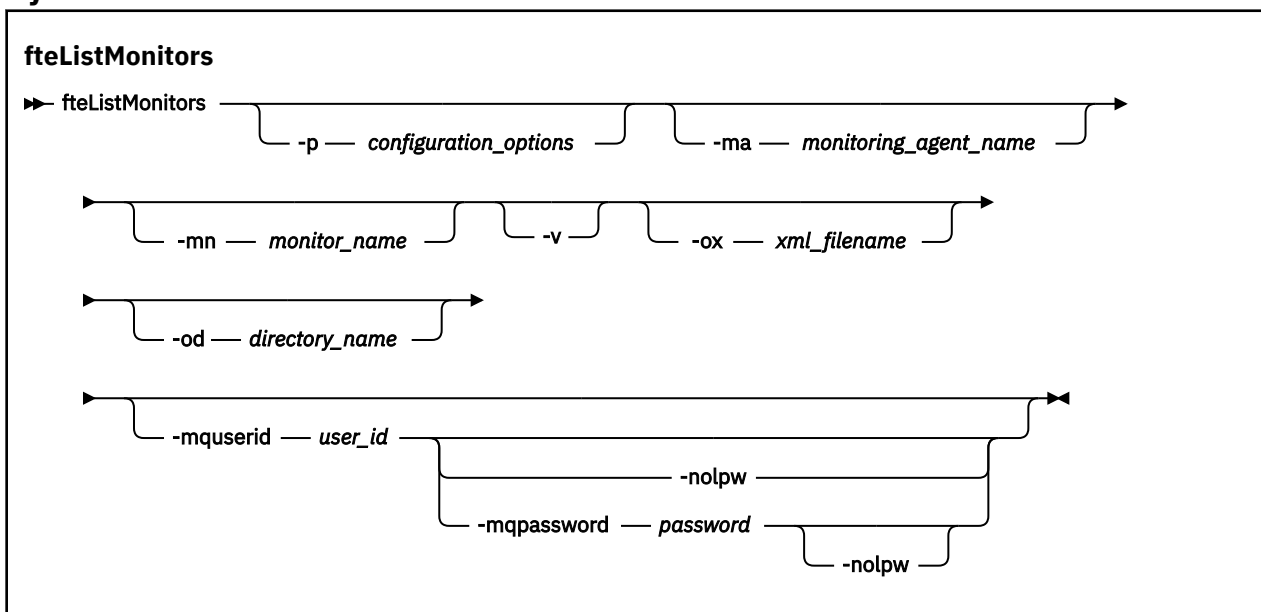 fteListMonitors
fteListMonitors
-p configuration_options -ma monitoring_agent_name
-mn monitor_name -v -ox xml_filename
-od directory_name
-mquserid user_id
-nolpw
-mqpassword password
-nolpw